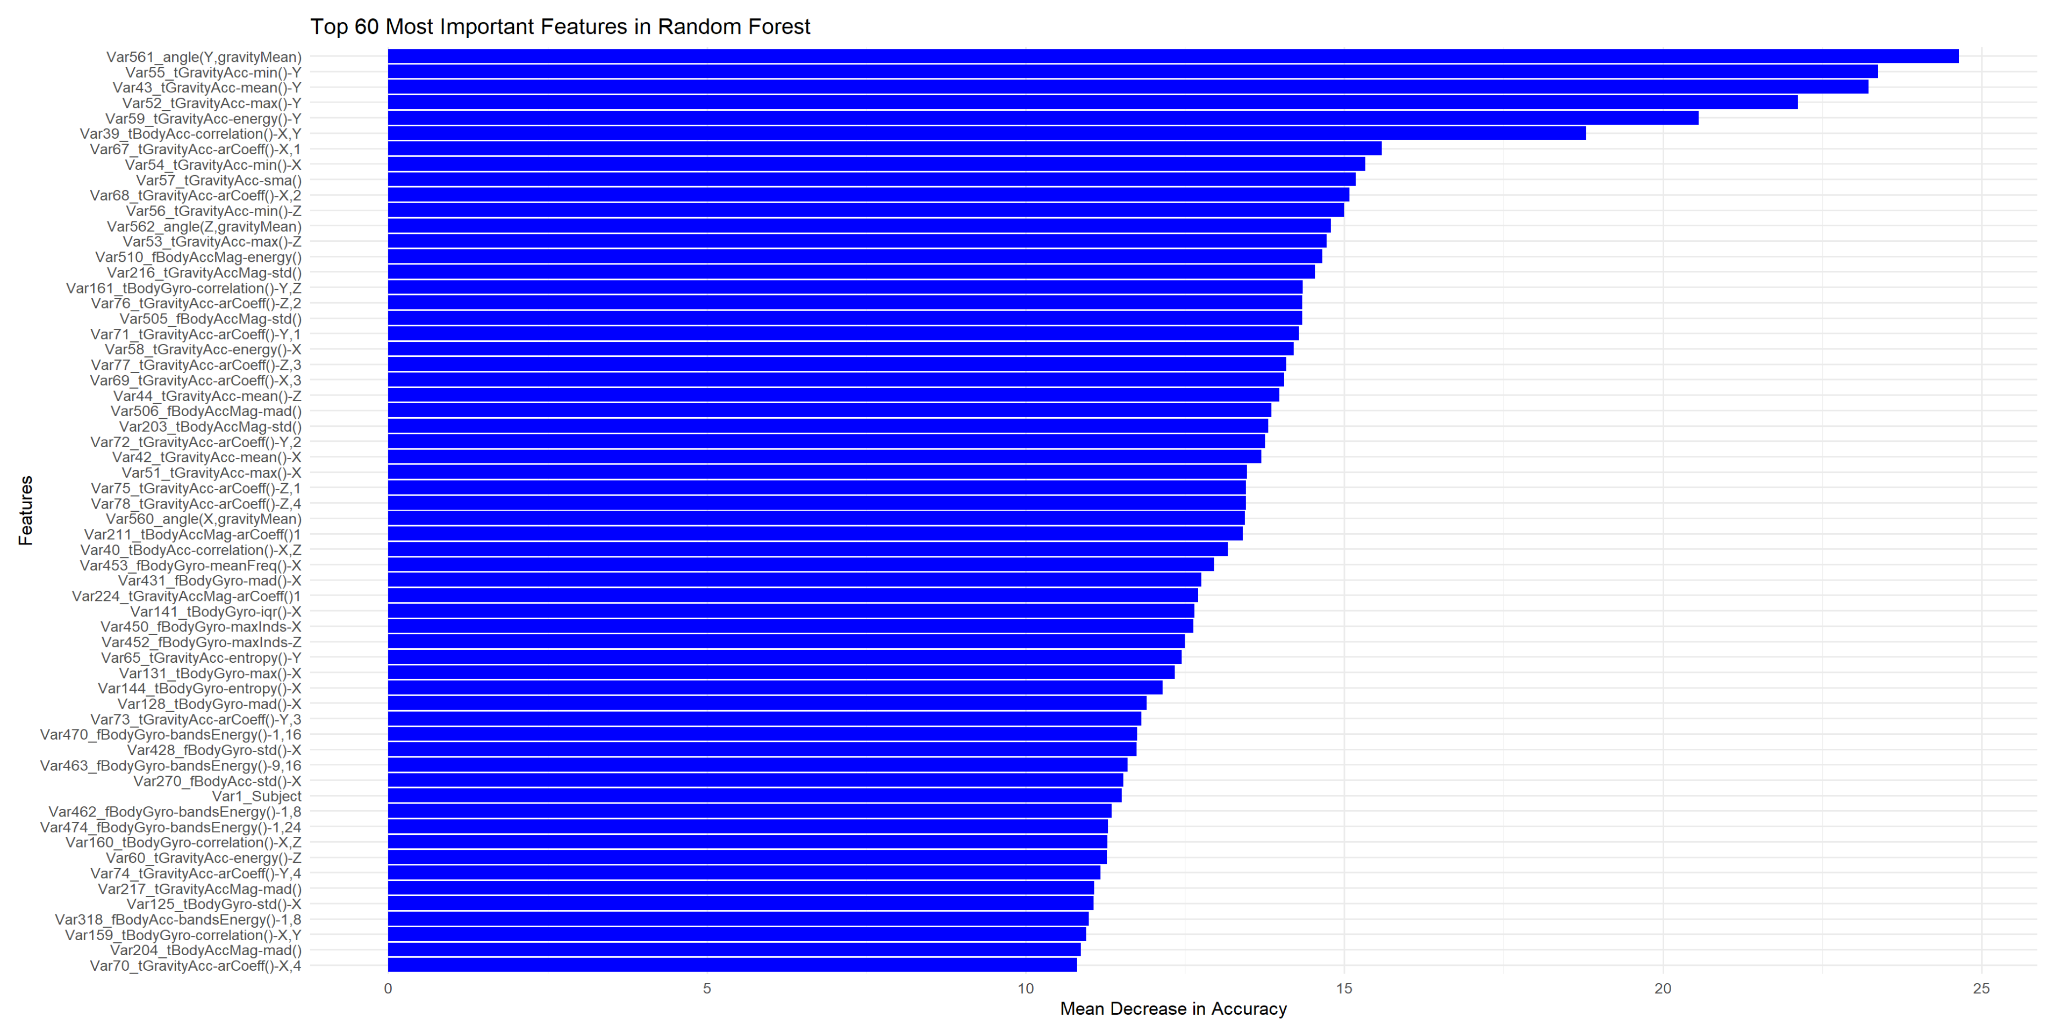 Top 60 Most Important Features in Random Forest
Var561_angle(Y,gravityMean)
Var55_tGravityAcc-min()-Y
Var43_tGravityAcc-mean()-Y
Var52_tGravityAcc-max()-Y
Var59_tGravityAcc-energy()-Y
Var39_tBodyAcc-correlation()-X,Y
Var67_tGravityAcc-arCoeff()-X,1
Var54_tGravityAcc-min()-X
Var57_tGravityAcc-sma()
Var68_tGravityAcc-arCoeff()-X,2
Var56_tGravityAcc-min()-Z
Var562_angle(Z,gravityMean)
Var53_tGravityAcc-max()-Z
Var510_fBodyAccMag-energy()
Var216_tGravityAccMag-std()
Var161_tBodyGyro-correlation()-Y,Z
Var76_tGravityAcc-arCoeff()-Z,2
Var505_fBodyAccMag-std()
Var71_tGravityAcc-arCoeff()-Y,1
Var58_tGravityAcc-energy()-X
Var77_tGravityAcc-arCoeff()-Z,3
Var69_tGravityAcc-arCoeff()-X,3
Var44_tGravityAcc-mean()-Z
Var506_fBodyAccMag-mad()
Var203_tBodyAccMag-std()
Var72_tGravityAcc-arCoeff()-Y,2
Var42_tGravityAcc-mean()-X
Var51_tGravityAcc-max()-X
Var75_tGravityAcc-arCoeff()-Z,1
Var78_tGravityAcc-arCoeff()-Z,4
Var560_angle(X,gravityMean)
Var211_tBodyAccMag-arCoeff()1
Var40_tBodyAcc-correlation()-X,Z
Var453_fBodyGyro-meanFreq()-X
Var431_fBodyGyro-mad()-X
Var224_tGravityAccMag-arCoeff()1
Var141_tBodyGyro-iqr()-X
Var450_fBodyGyro-maxInds-X
Var452_fBodyGyro-maxInds-Z
Var65_tGravityAcc-entropy()-Y
Var131_tBodyGyro-max()-X
Var144_tBodyGyro-entropy()-X
Var128_tBodyGyro-mad()-X
Var73_tGravityAcc-arCoeff()-Y,3
Var470_fBodyGyro-bandsEnergy()-1,16
Var428_fBodyGyro-std()-X
Var463_fBodyGyro-bandsEnergy()-9,16
Var270_fBodyAcc-std()-X
Var1_Subject
Var462_fBodyGyro-bandsEnergy()-1,8
Var474_fBodyGyro-bandsEnergy()-1,24
Var160_tBodyGyro-correlation()-X,Z
Var60_tGravityAcc-energy()-Z
Var74_tGravityAcc-arCoeff()-Y,4
Var217_tGravityAccMag-mad()
Var125_tBodyGyro-std()-X
Var318_fBodyAcc-bandsEnergy()-1,8
Var159_tBodyGyro-correlation()-X,Y
Var204_tBodyAccMag-mad()
Var70_tGravityAcc-arCoeff()-X,4
Features
0 5 10 15 20 25
Mean Decrease in Accuracy